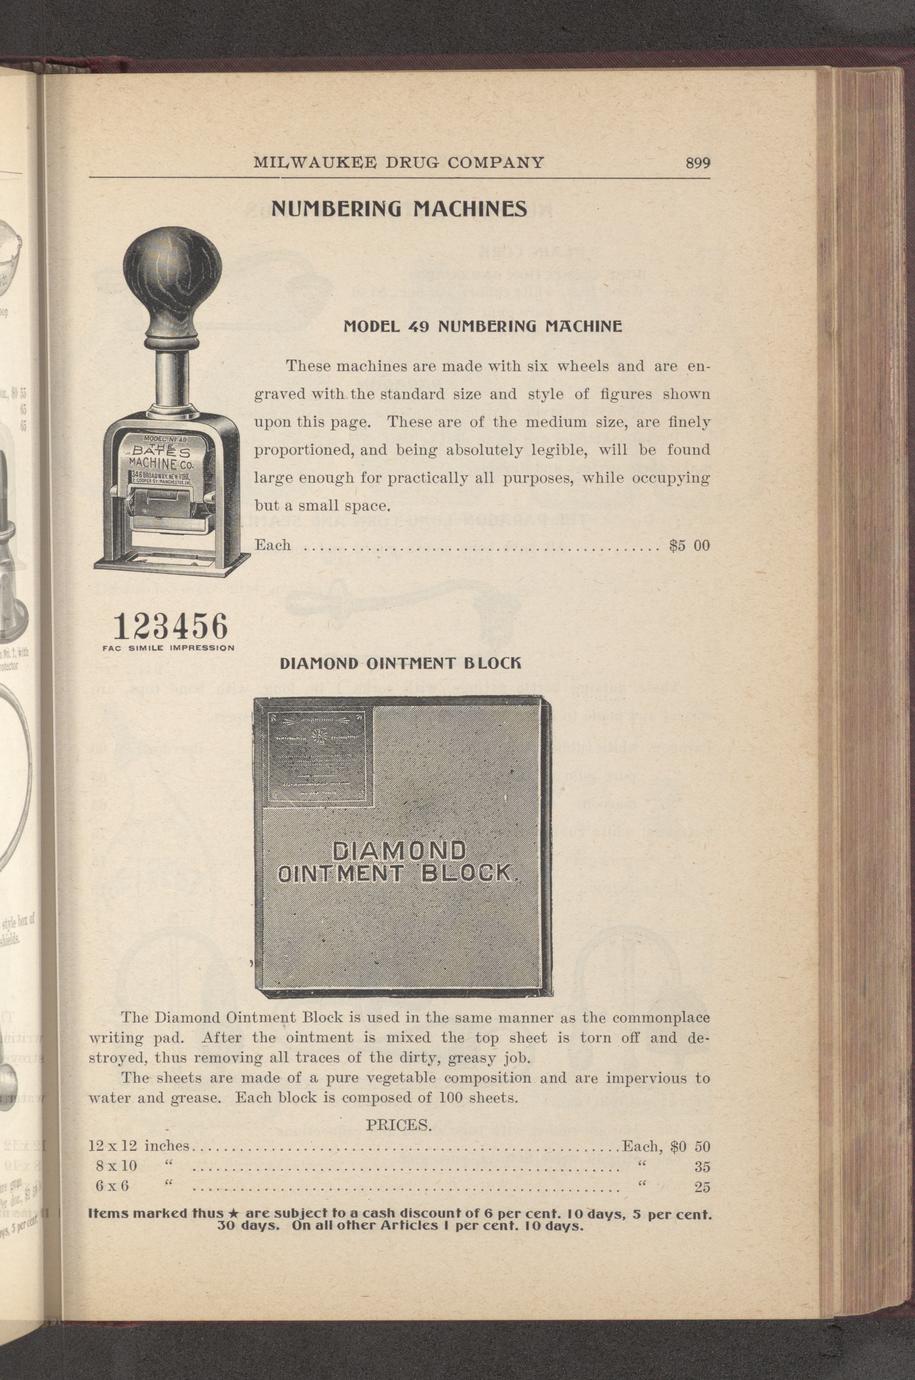 MILWAUKEE DRUG COMPANY 899
NUMBERING MACHINES
MODEL No 49
THE
BATES
MACHINE CO.
346 BROADWAY, NEW YORK.
MODEL 49 NUMBERING MACHINE
These machines are made with six wheels and are en-
graved with the standard size and style of figures shown
upon this page. These are of the medium size, are finely
proportioned, and being absolutely legible, will be found
large enough for practically all purposes, while occupying
but a small space.
Each ........................................... $5 00
123456
FAC SIMILE IMPRESSION
DIAMOND OINTMENT BLOCK
DIAMOND
OINTMENT BLOCK.
The Diamond Ointment Block is used in the same manner as the commonplace
writing pad. After the ointment is mixed the top sheet is torn off and de-
stroyed, thus removing all traces of the dirty, greasy job.
The sheets are made of a pure vegetable composition and are impervious to
water and grease. Each block is composed of 100 sheets.
PRICES.
12 x 12 inches.....................................................Each, $0 50
8 x 10 “ ..................................................... “ 35
6 x 6 “ ..................................................... “ 25
Items marked thus ★ are subject to a cash discount of 6 per cent. 10 days, 5 per cent.
30 days. On all other Articles 1 per cent. 10 days.